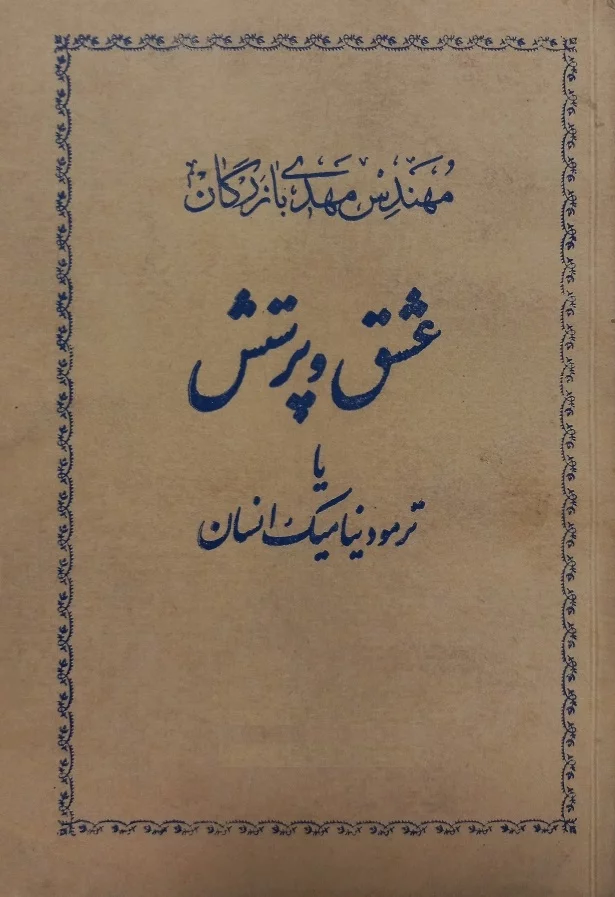 مهندس مهدی بازرگان
عشق و پرستش
یا
ترمودینامیک انسان